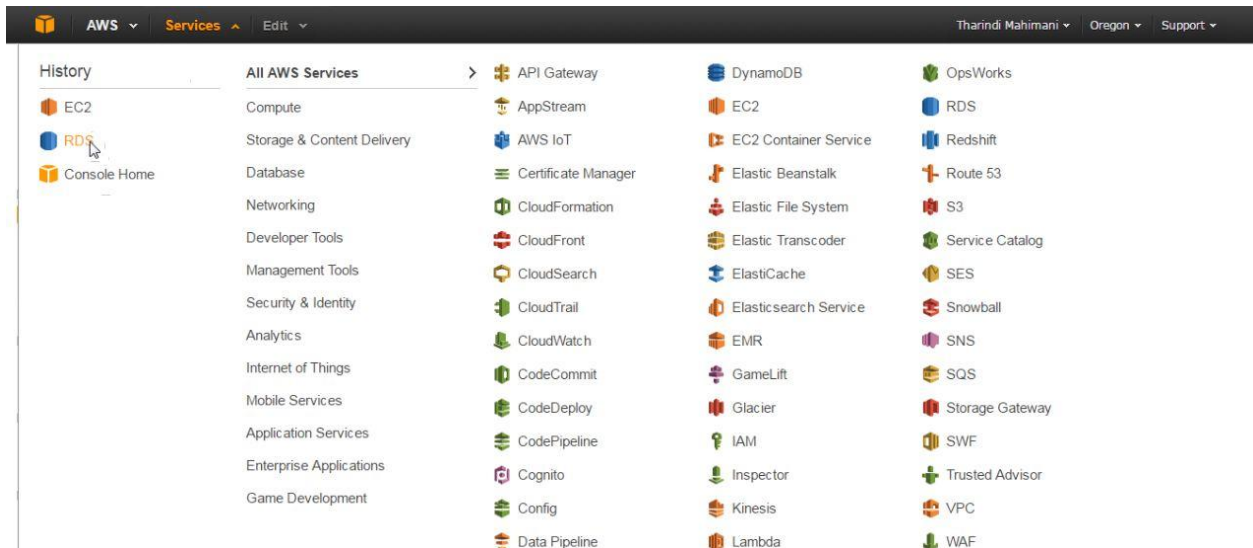 AWS Services Edit Tharindi Mahimani Oregon Support
History
EC2
RDS
Console Home
All AWS Services
Compute
Storage & Content Delivery
Database
Networking
Developer Tools
Management Tools
Security & Identity
Analytics
Internet of Things
Mobile Services
Application Services
Enterprise Applications
Game Development
API Gateway
AppStream
AWS IoT
Certificate Manager
CloudFormation
CloudFront
CloudSearch
CloudTrail
CloudWatch
CodeCommit
CodeDeploy
CodePipeline
Cognito
Config
Data Pipeline
DynamoDB
EC2
EC2 Container Service
Elastic Beanstalk
Elastic File System
Elastic Transcoder
ElastiCache
Elasticsearch Service
EMR
GameLift
Glacier
IAM
Inspector
Kinesis
Lambda
OpsWorks
RDS
Redshift
Route 53
S3
Service Catalog
SES
Snowball
SNS
SQS
Storage Gateway
SWF
Trusted Advisor
VPC
WAF